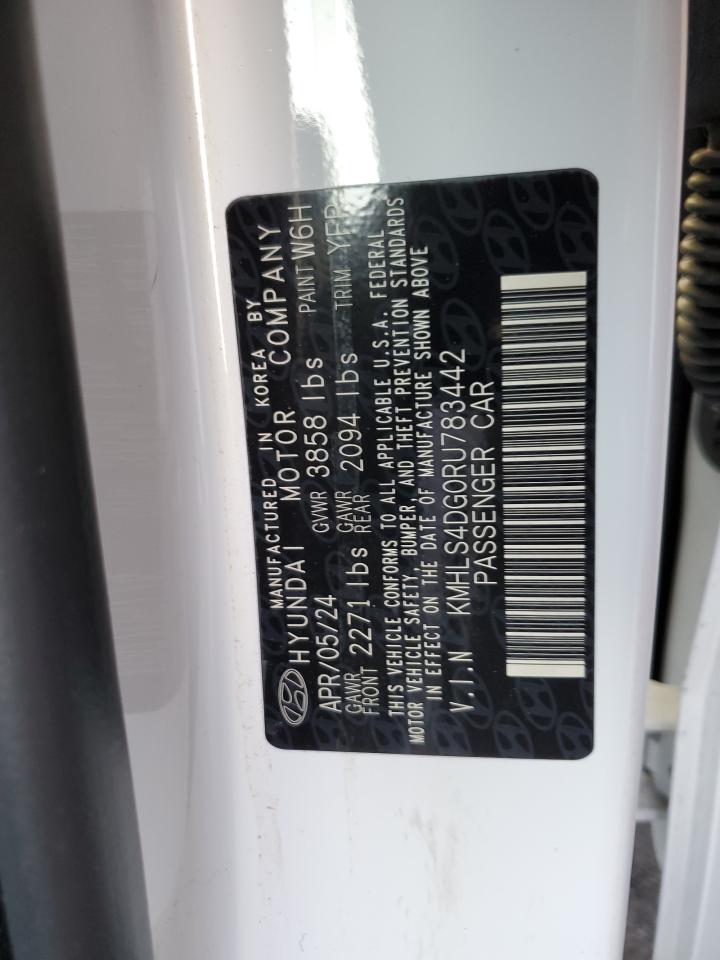 MANUFACTURED IN KOREA BY
HYUNDAI MOTOR COMPANY
APR/05/24 GVWR 3858 lbs PAINT W6H
GAWR FRONT 2271 lbs GAWR REAR 2094 lbs TRIM
THIS VEHICLE CONFORMS TO ALL APPLICABLE U.S.A. FEDERAL
MOTOR VEHICLE SAFETY, BUMPER, AND THEFT PREVENTION STANDARDS
IN EFFECT ON THE DATE OF MANUFACTURE SHOWN ABOVE
V.I.N KMHLS4DG0RU783442
PASSENGER CAR